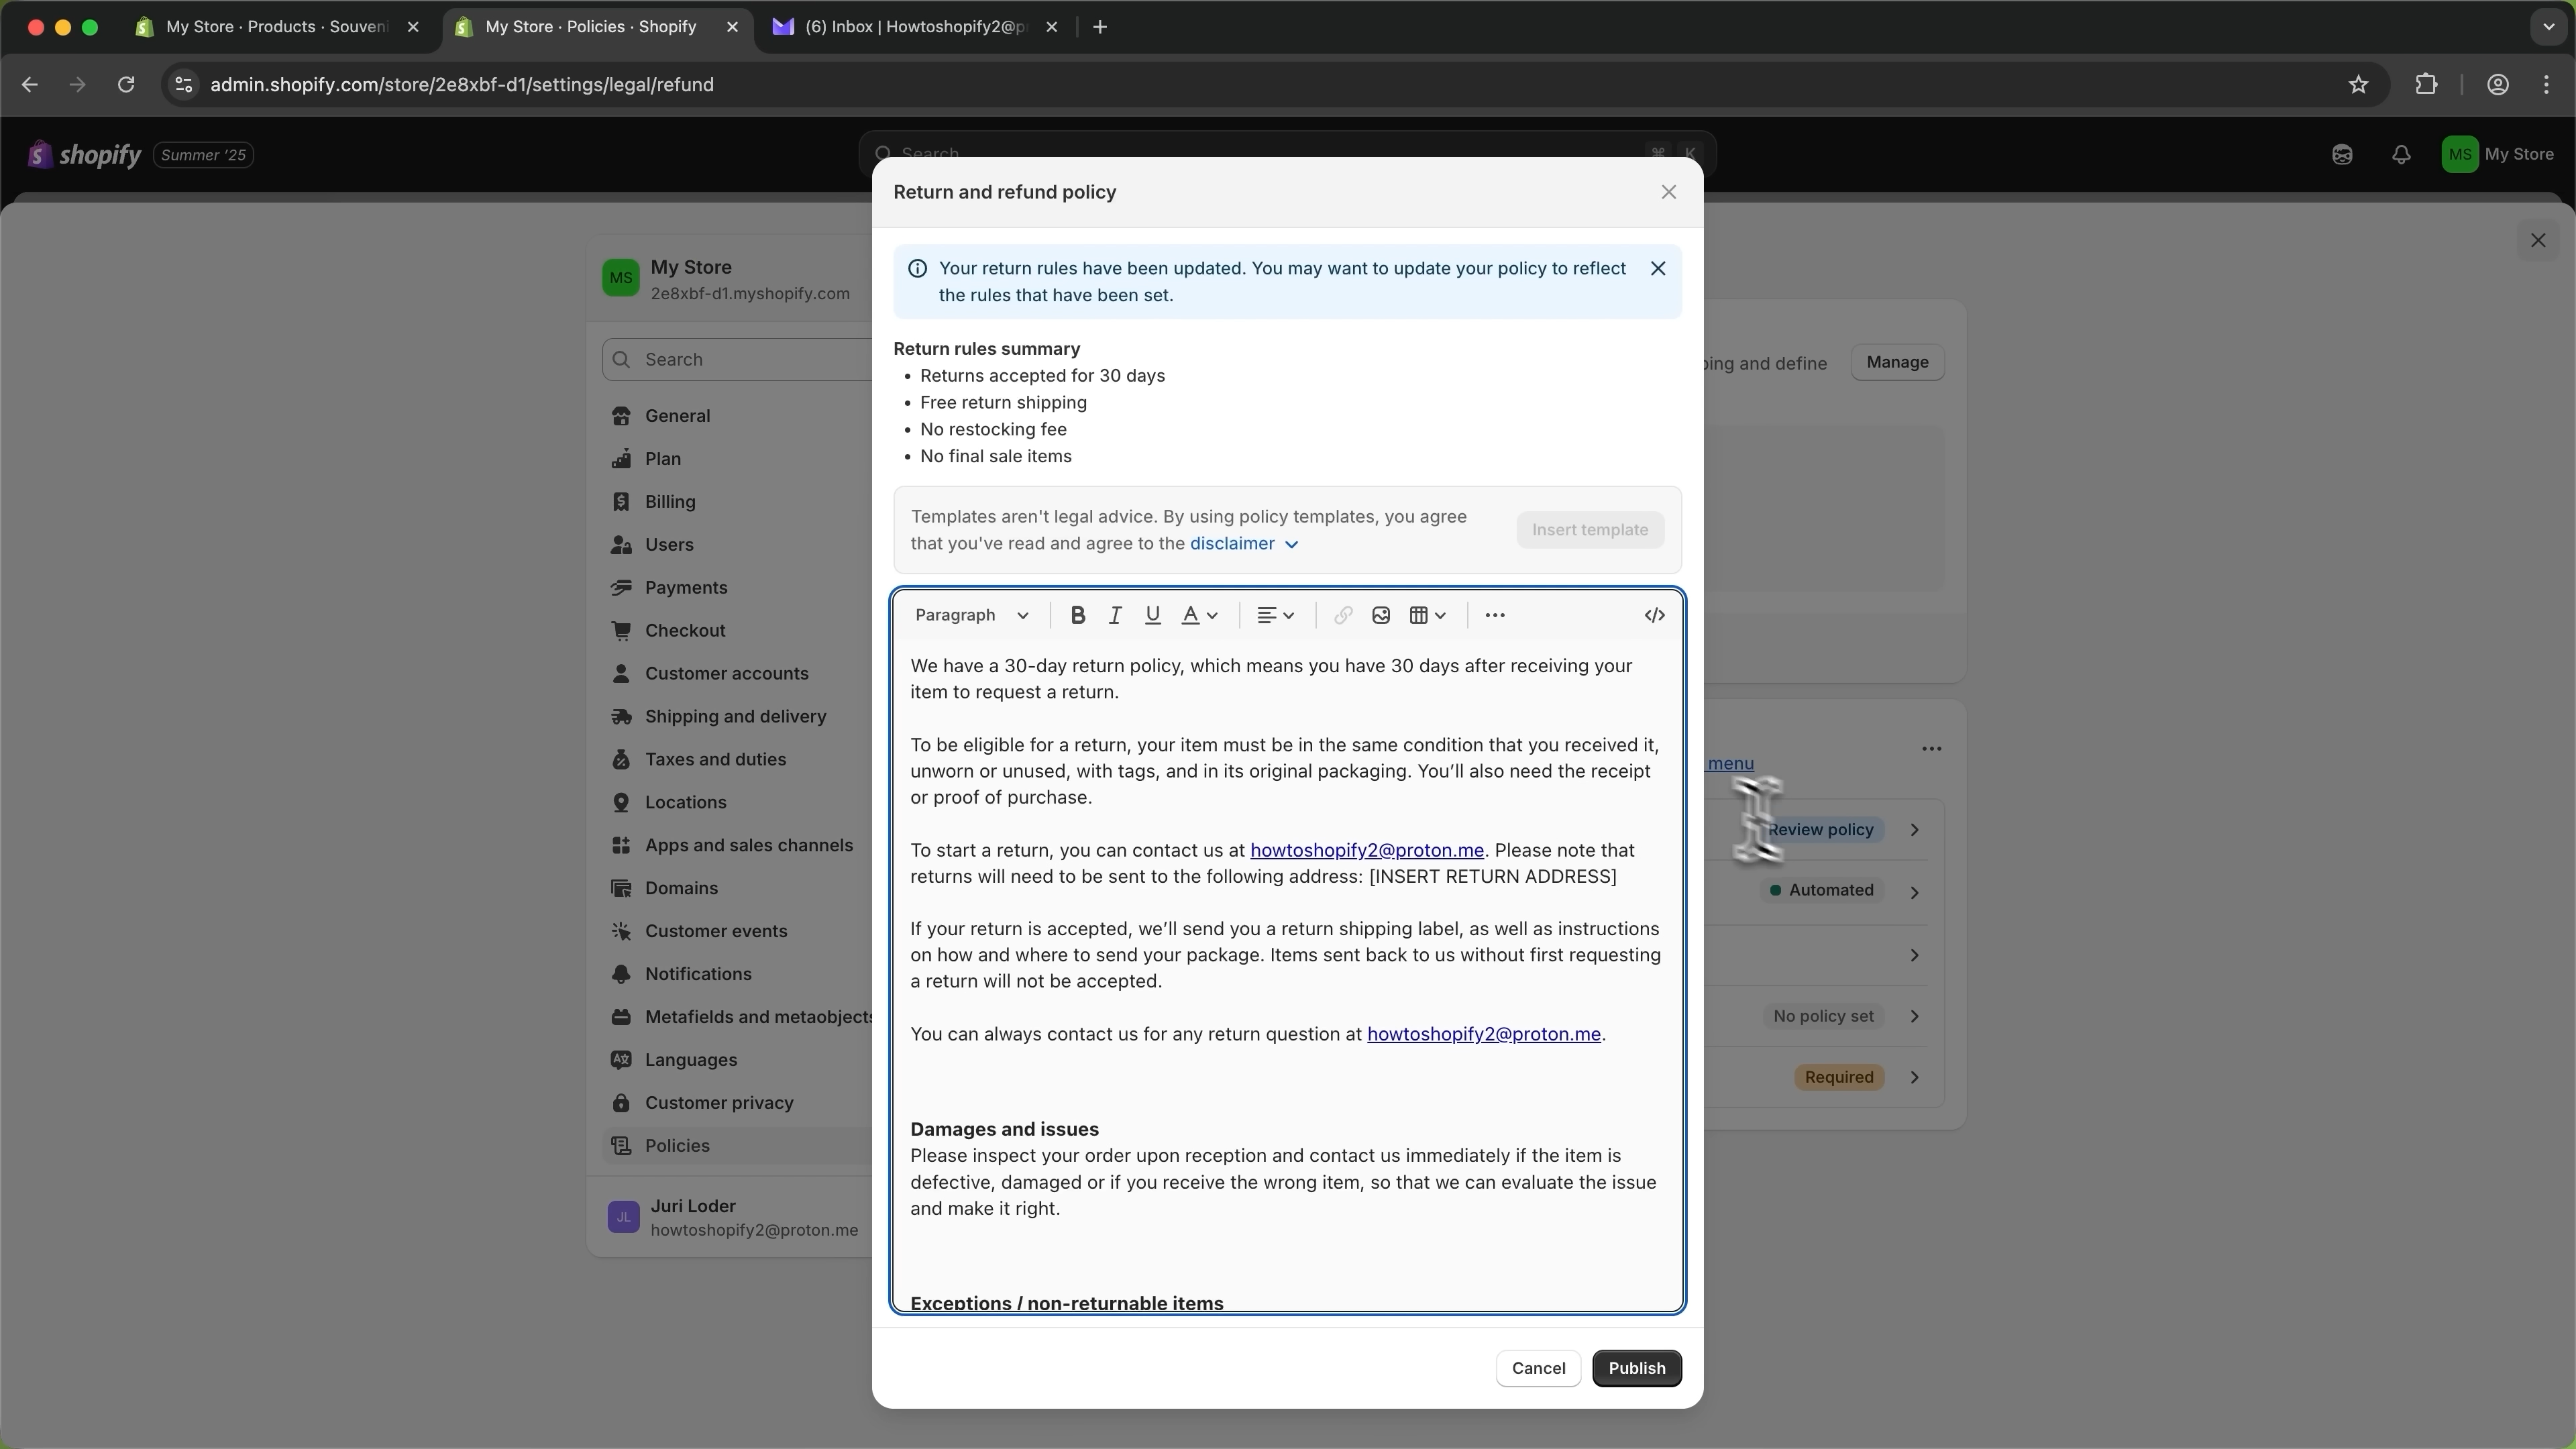 My Store · Products · Souveni
My Store · Policies · Shopify
(6) Inbox | Howtoshopify2@p
admin.shopify.com/store/2e8xbf-d1/settings/legal/refund
shopify
Summer '25
Search
⌘ K
MS
My Store
Return and refund policy
Your return rules have been updated. You may want to update your policy to reflect
the rules that have been set.
Return rules summary
• Returns accepted for 30 days
• Free return shipping
• No restocking fee
• No final sale items
Templates aren't legal advice. By using policy templates, you agree
that you've read and agree to the disclaimer
Insert template
Paragraph
B I U A
We have a 30-day return policy, which means you have 30 days after receiving your
item to request a return.
To be eligible for a return, your item must be in the same condition that you received it,
unworn or unused, with tags, and in its original packaging. You’ll also need the receipt
or proof of purchase.
To start a return, you can contact us at howtoshopify2@proton.me. Please note that
returns will need to be sent to the following address: [INSERT RETURN ADDRESS]
If your return is accepted, we’ll send you a return shipping label, as well as instructions
on how and where to send your package. Items sent back to us without first requesting
a return will not be accepted.
You can always contact us for any return question at howtoshopify2@proton.me.
Damages and issues
Please inspect your order upon reception and contact us immediately if the item is
defective, damaged or if you receive the wrong item, so that we can evaluate the issue
and make it right.
Exceptions / non-returnable items
Cancel
Publish
MS
My Store
2e8xbf-d1.myshopify.com
Search
General
Plan
Billing
Users
Payments
Checkout
Customer accounts
Shipping and delivery
Taxes and duties
Locations
Apps and sales channels
Domains
Customer events
Notifications
Metafields and metaobjects
Languages
Customer privacy
Policies
JL
Juri Loder
howtoshopify2@proton.me
ping and define
Manage
menu
Review policy
Automated
No policy set
Required